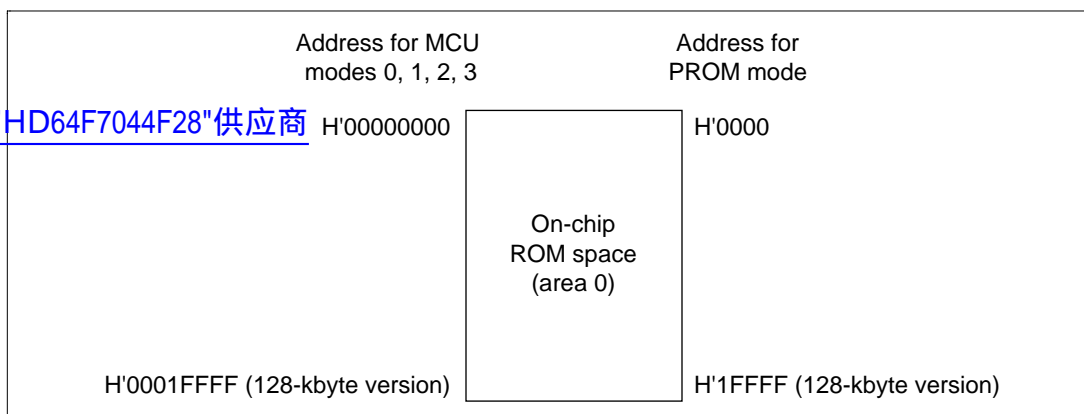 Address for MCU
modes 0, 1, 2, 3
Address for
PROM mode
HD64F7044F28"供应商
H'00000000
H'0000
On-chip
ROM space
(area 0)
H'0001FFFF (128-kbyte version)
H'1FFFF (128-kbyte version)